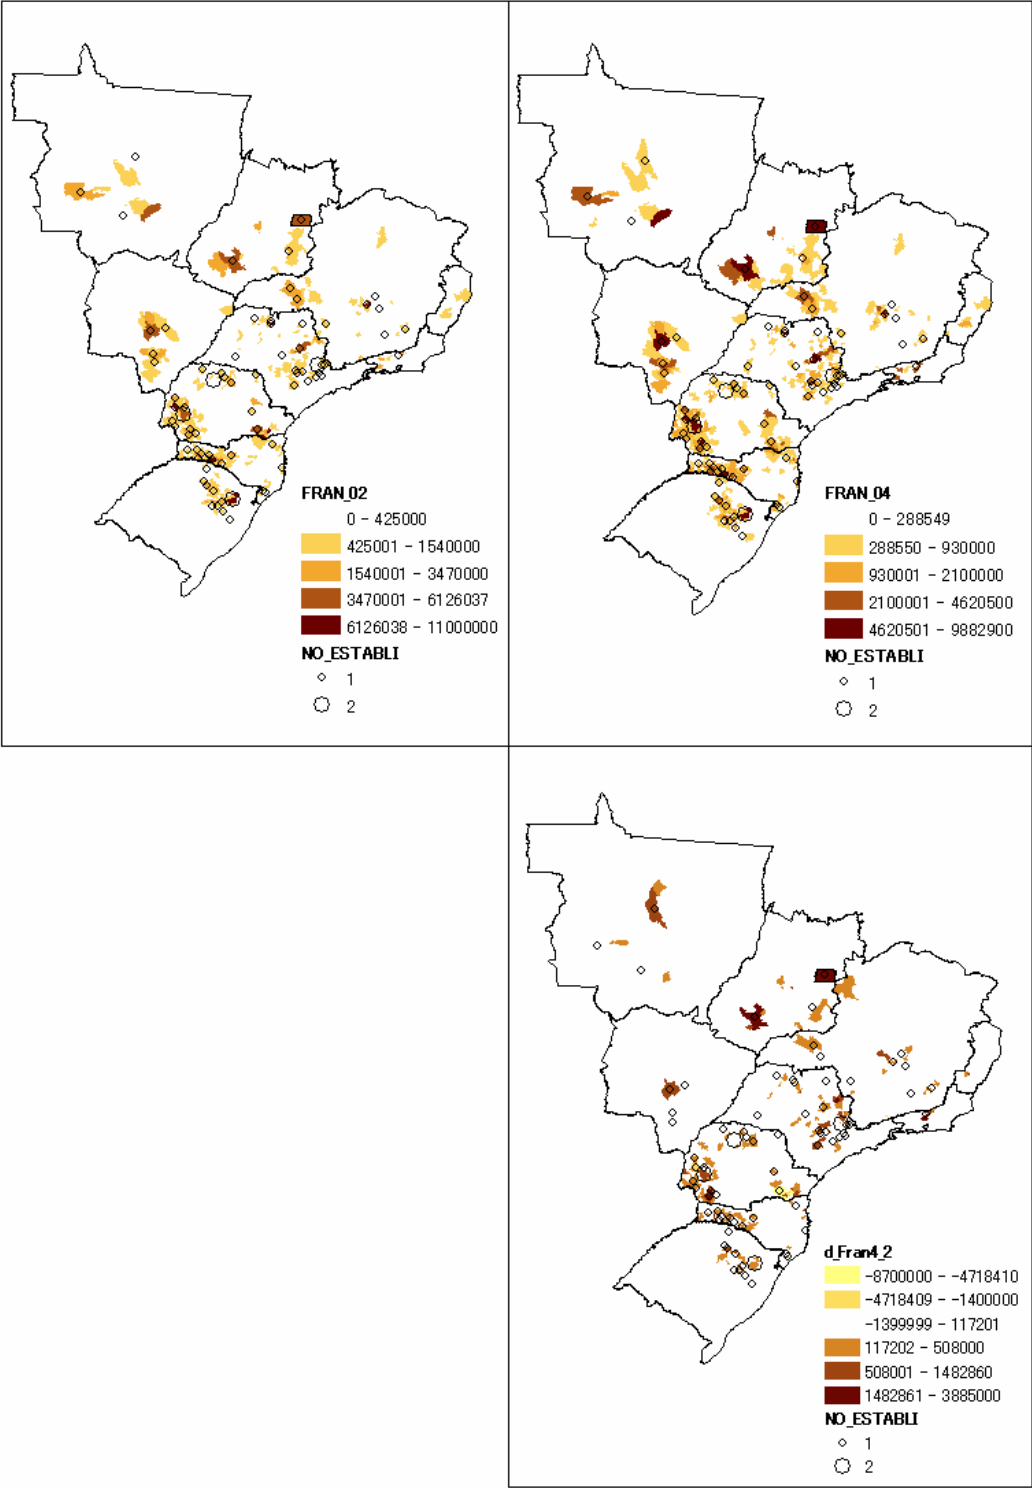 FRAN_02
0 - 425000
425001 - 1540000
1540001 - 3470000
3470001 - 6126037
6126038 - 11000000
NO_ESTABLI
1
2
FRAN_04
0 - 288549
288550 - 930000
930001 - 2100000
2100001 - 4620500
4620501 - 9882900
NO_ESTABLI
1
2
d_Fran4_2
-8700000 - -4718410
-4718409 - -1400000
-1399999 - 117201
117202 - 508000
508001 - 1482860
1482861 - 3885000
NO_ESTABLI
1
2